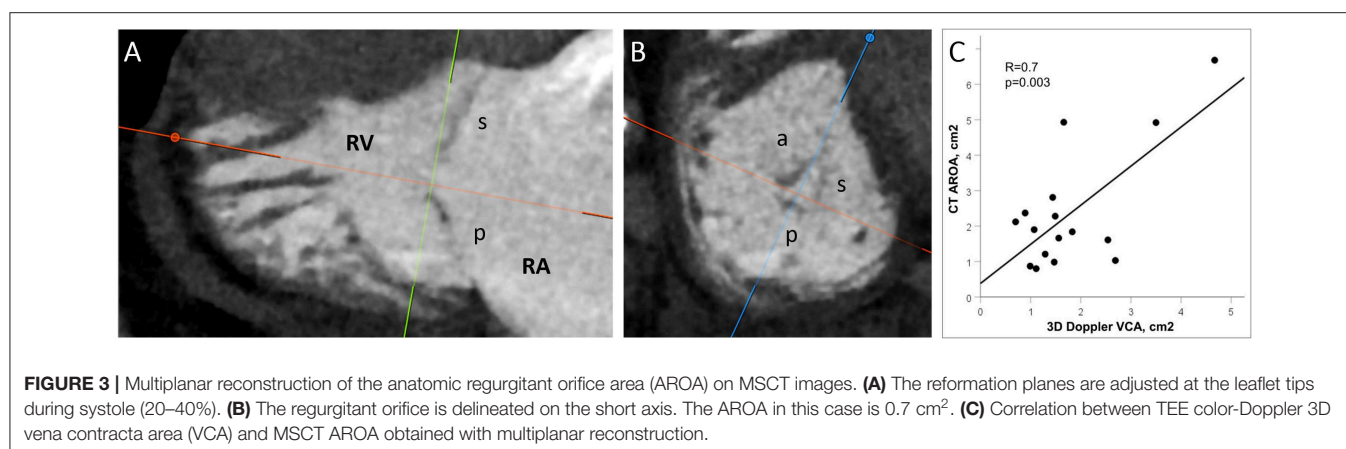 A
RV
s
p
RA
B
a
s
p
C
R=0.7
p=0.003
CT AROA, cm2
6
5
4
3
2
1
0
0 1 2 3 4 5
3D Doppler VCA, cm2
FIGURE 3 | Multiplanar reconstruction of the anatomic regurgitant orifice area (AROA) on MSCT images. (A) The reformation planes are adjusted at the leaflet tips
during systole (20–40%). (B) The regurgitant orifice is delineated on the short axis. The AROA in this case is 0.7 cm². (C) Correlation between TEE color-Doppler 3D
vena contracta area (VCA) and MSCT AROA obtained with multiplanar reconstruction.